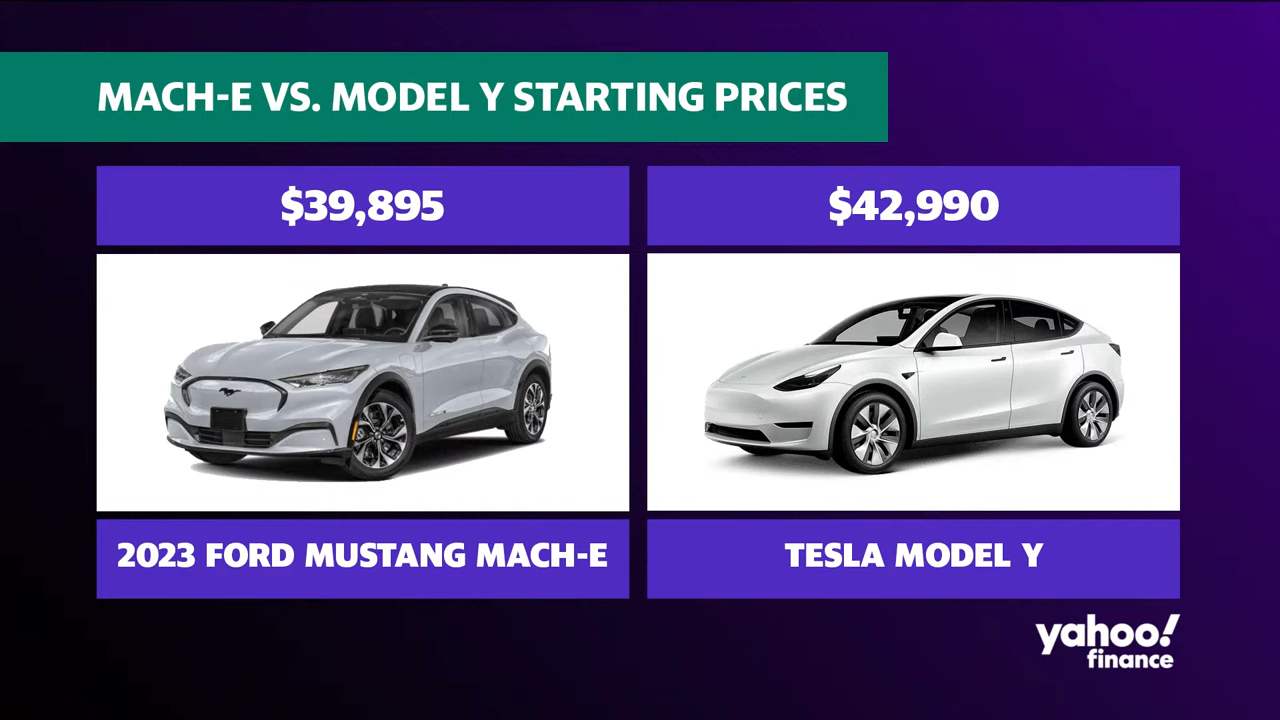 MACH-E VS. MODEL Y STARTING PRICES
$39,895
$42,990
2023 FORD MUSTANG MACH-E
TESLA MODEL Y
yahoo!
finance